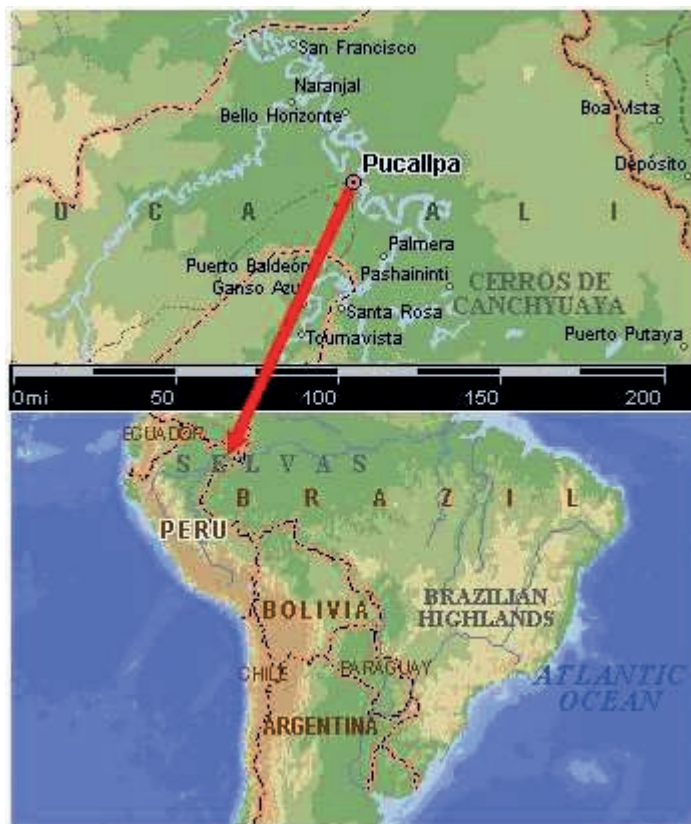 San Francisco
Naranjal
Bello Horizonte
Boa Vista
Pucallpa
Depósito
U C A A L I
Palmera
Puerto Baldeón
Pashaininti
Ganso Azul
CERROS DE
CANCHYUAYA
Santa Rosa
Tournavista
Puerto Putaya
0mi 50 100 150 200
ECUADOR
S E L V A S
B R A Z I L
PERU
BOLIVIA
BRAZILIAN
HIGHLANDS
CHILE
PARAGUAY
ATLANTIC
OCEAN
ARGENTINA